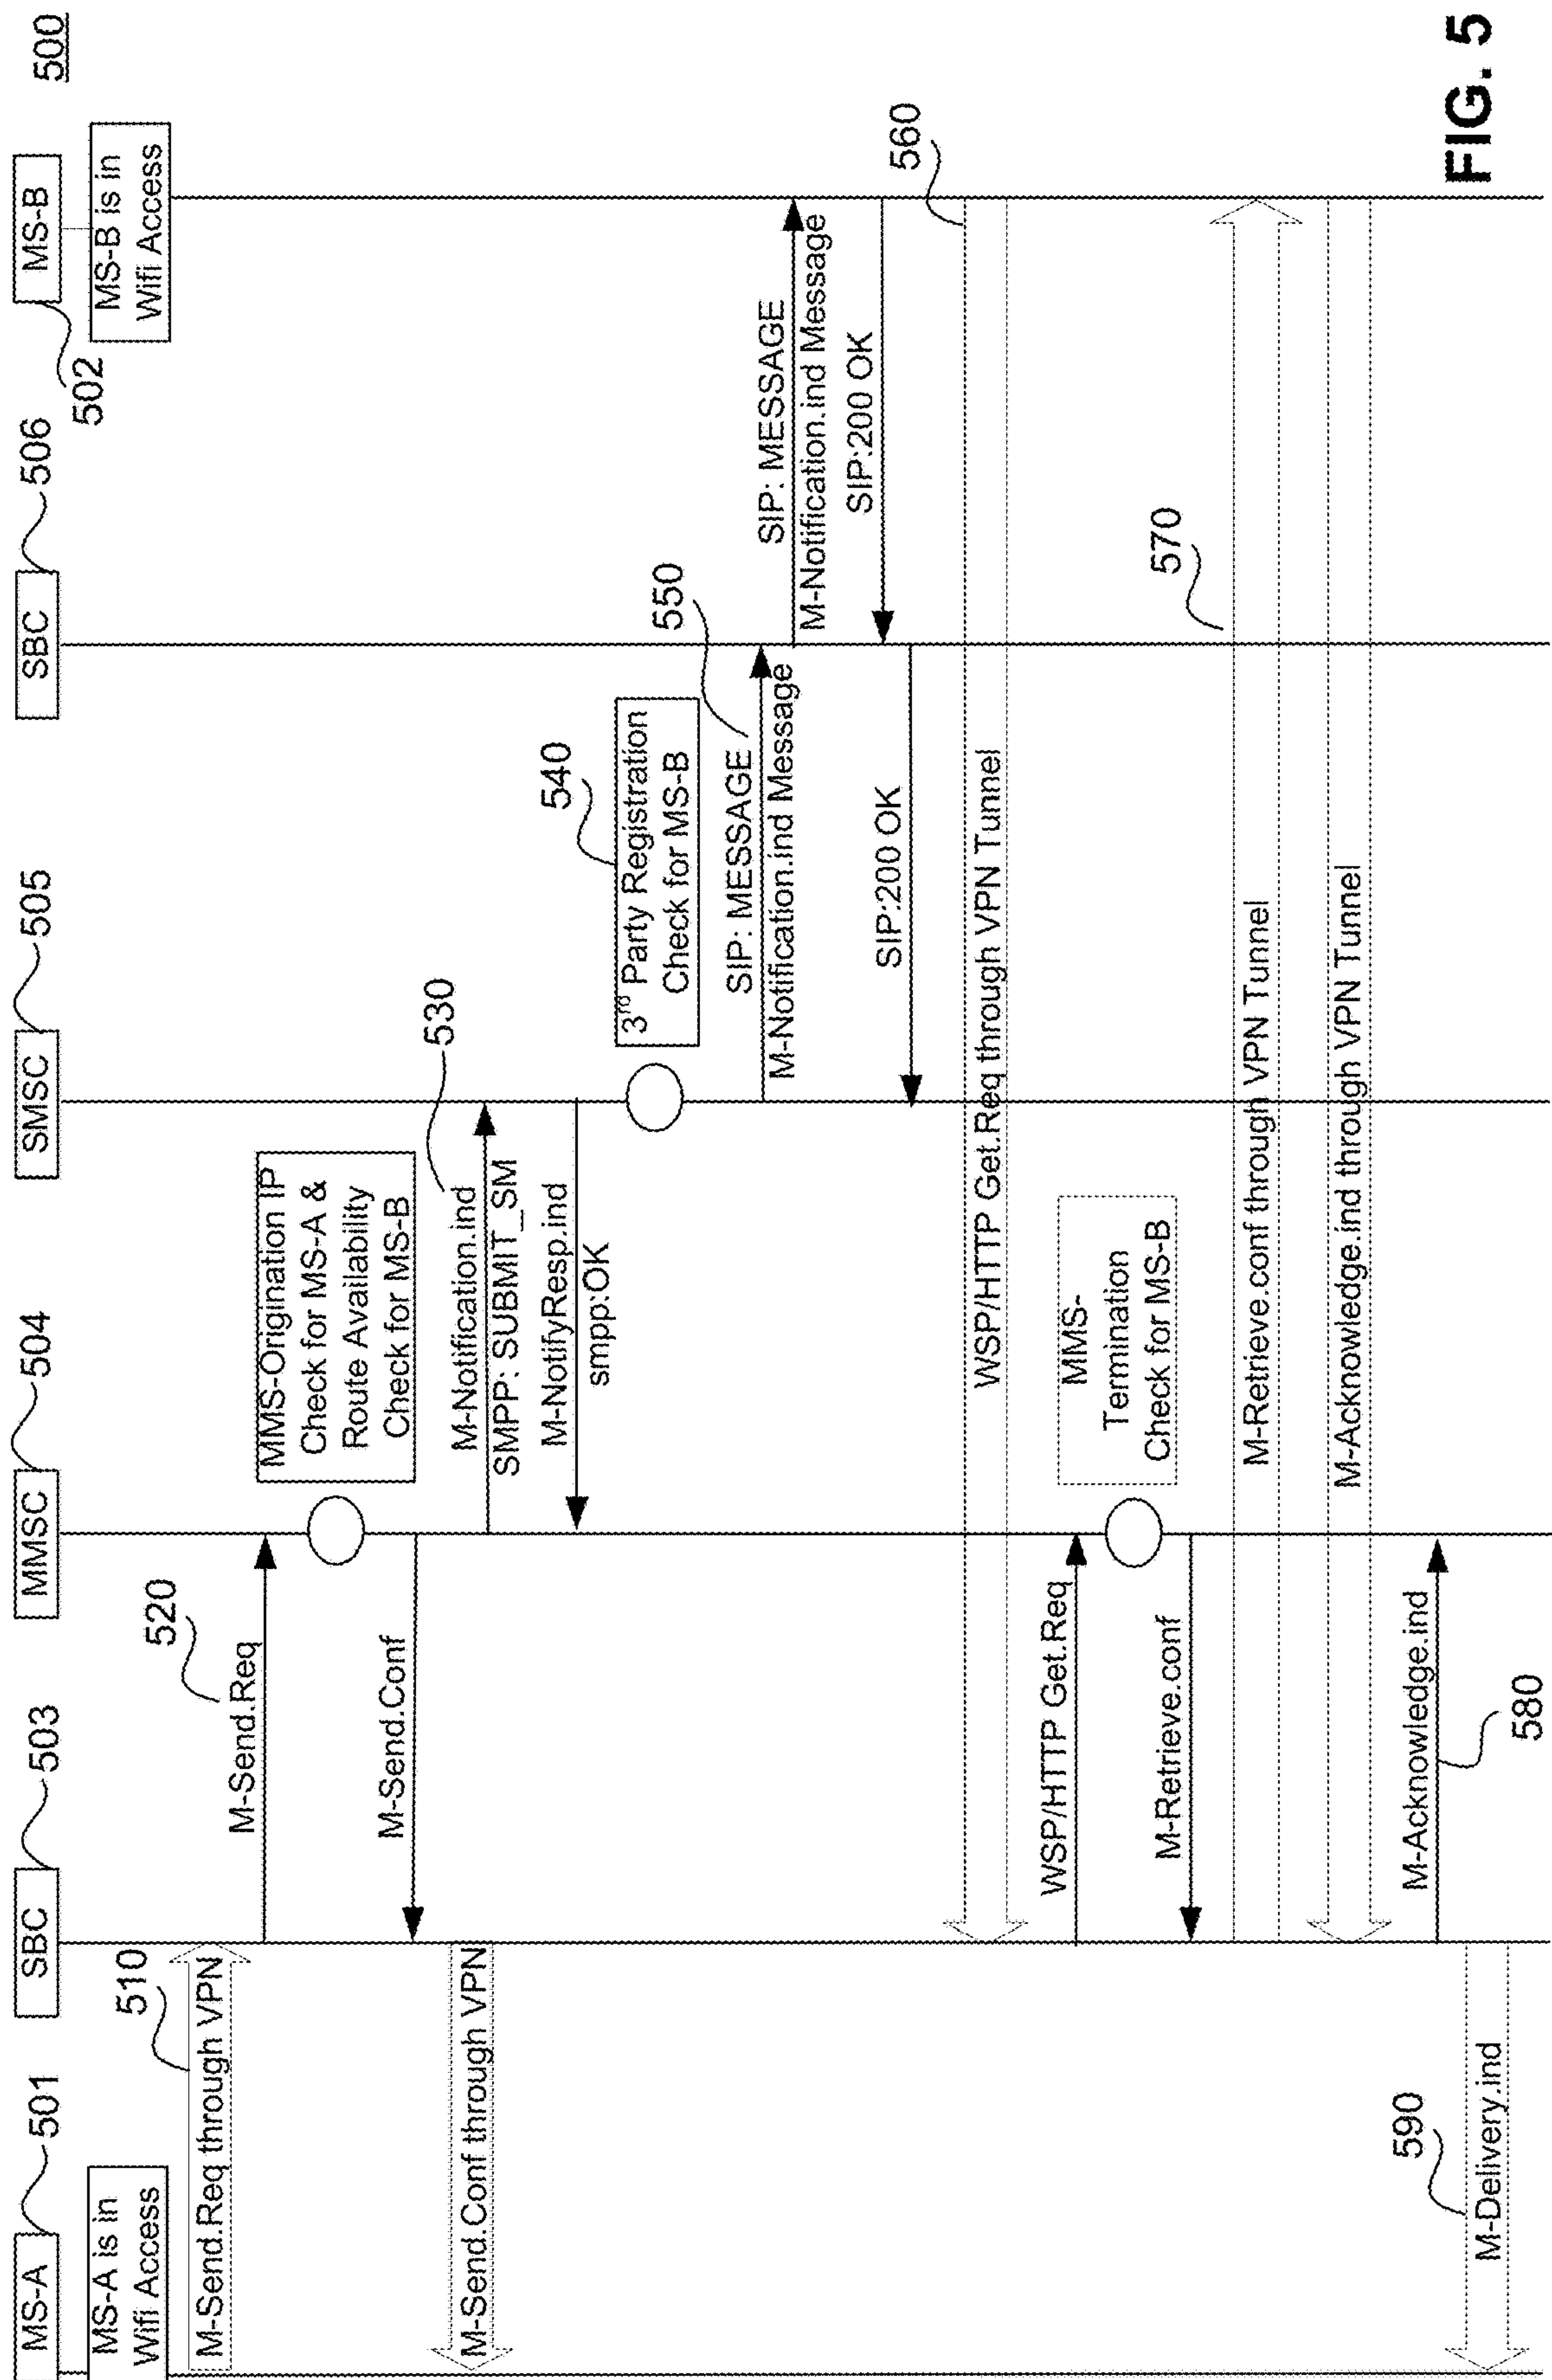 500
MS-A
501
SBC
503
MMSC
504
SMSC
505
SBC
506
MS-B
502
MS-A is in
Wifi Access
MS-B is in
Wifi Access
510
M-Send.Req through VPN
520
M-Send.Req
MMS-Origination IP
Check for MS-A &
Route Availability
Check for MS-B
M-Send.Conf
M-Send.Conf through VPN
530
M-Notification.ind
SMPP: SUBMIT_SM
M-NotifyResp.ind
smpp:OK
540
3rd Party Registration
Check for MS-B
550
SIP: MESSAGE
M-Notification.ind Message
SIP: MESSAGE
M-Notification.ind Message
SIP:200 OK
SIP:200 OK
560
WSP/HTTP Get.Req through VPN Tunnel
WSP/HTTP Get.Req
MMS-
Termination
Check for MS-B
M-Retrieve.conf
570
M-Retrieve.conf through VPN Tunnel
M-Acknowledge.ind through VPN Tunnel
M-Acknowledge.ind
580
590
M-Delivery.ind
FIG. 5